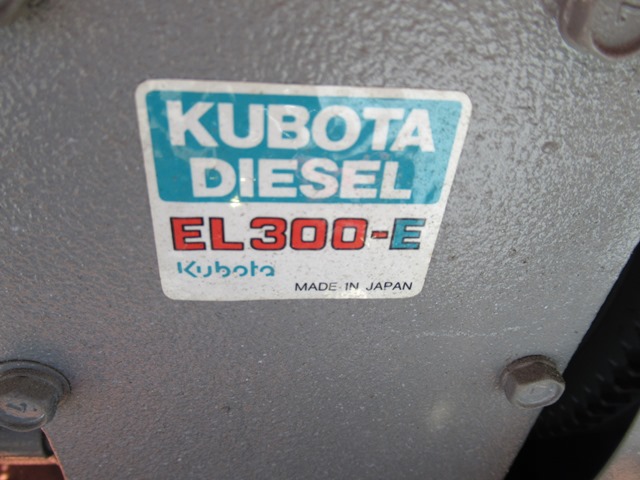 KUBOTA
DIESEL
EL300-E
Kubota
MADE IN JAPAN